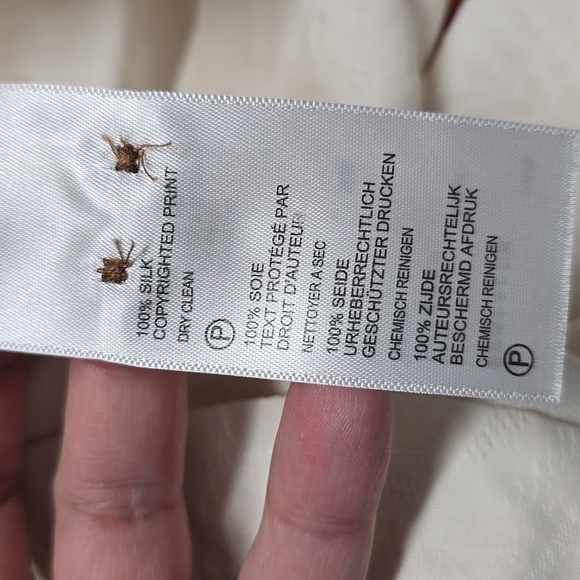 100% SILK
COPYRIGHTED PRINT
DRY CLEAN
P
100% SOIE
TEXT PROTÉGÉ PAR
DROIT D'AUTEUR
NETTOYER A SEC
100% SEIDE
URHEBERRECHTLICH
GESCHÜTZTER DRUCKEN
CHEMISCH REINIGEN
100% ZIJDE
AUTEURSRECHTELIJK
BESCHERMD AFDRUK
CHEMISCH REINIGEN
P